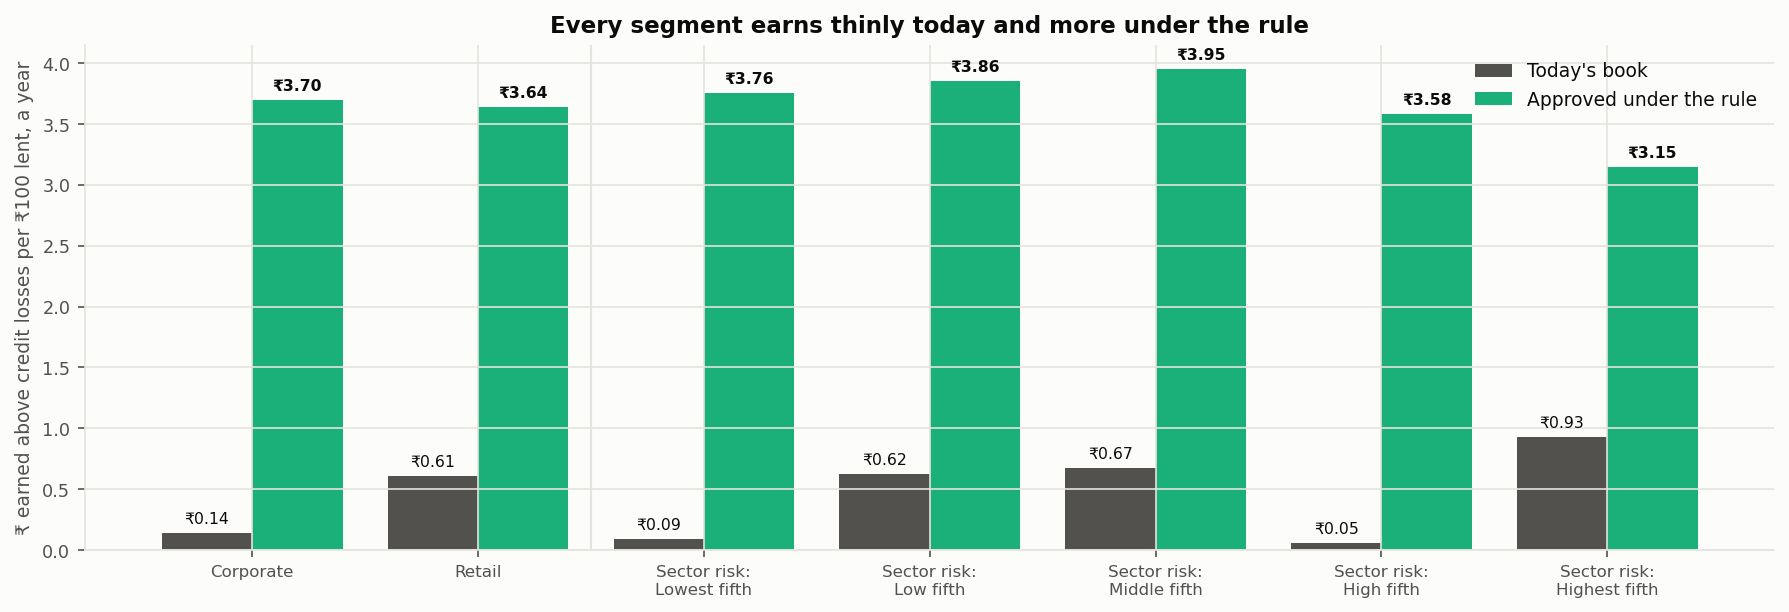 Every segment earns thinly today and more under the rule
₹ earned above credit losses per ₹100 lent, a year
4.0
3.5
3.0
2.5
2.0
1.5
1.0
0.5
0.0
Today's book
Approved under the rule
₹0.14
₹3.70
₹0.61
₹3.64
₹0.09
₹3.76
₹0.62
₹3.86
₹0.67
₹3.95
₹0.05
₹3.58
₹0.93
₹3.15
Corporate
Retail
Sector risk:
Lowest fifth
Sector risk:
Low fifth
Sector risk:
Middle fifth
Sector risk:
High fifth
Sector risk:
Highest fifth